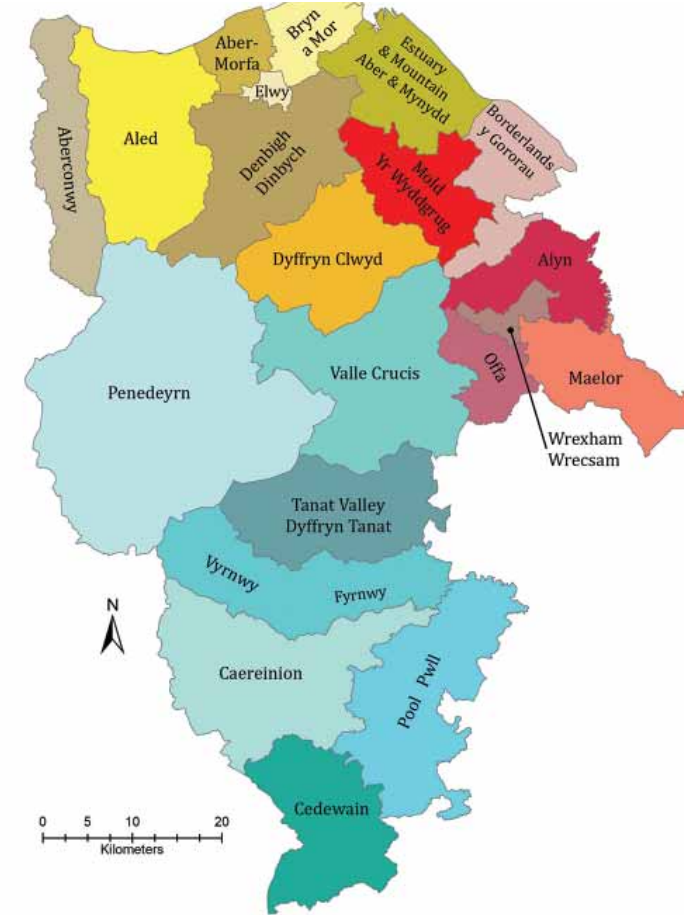 Bryn
a Mor
Aber-
Morfa
Estuary
& Mountain
Aber & Mynydd
Elwy
Borderlands
y Gororau
Aberconwy
Aled
Denbigh
Dinbych
Mold
Yr Wyddgrug
Dyffryn Clwyd
Alyn
Valle Crucis
Offa
Maelor
Penedeyrn
Wrexham
Wrecsam
Tanat Valley
Dyffryn Tanat
Vyrnwy
Fyrnwy
N
Caereinion
Pool Pwll
Cedewain
0 5 10 20
Kilometers